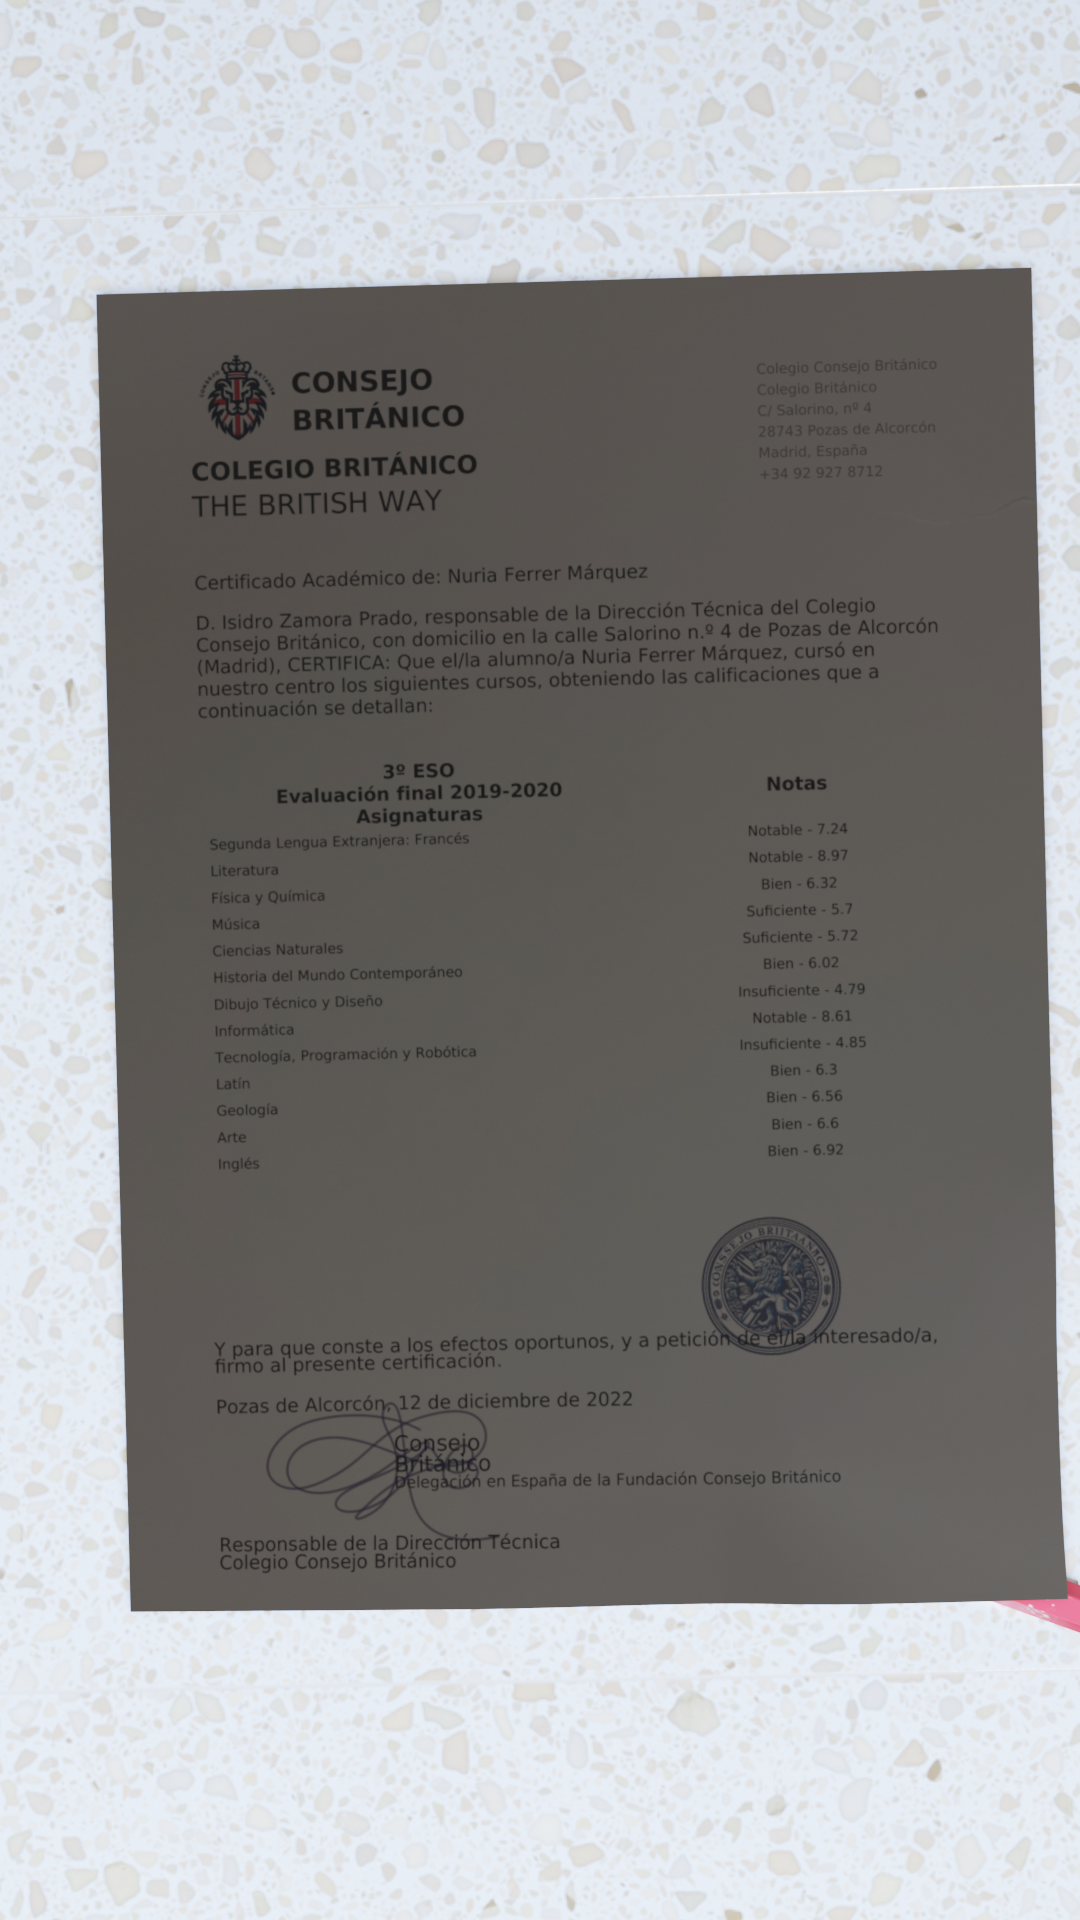 CONSEJO
BRITÁNICO
COLEGIO BRITÁNICO
THE BRITISH WAY
Colegio Consejo Británico
Colegio Británico
C/ Salorino, nº 4
28743 Pozas de Alcorcón
Madrid, España
+34 92 927 8712
Certificado Académico de: Nuria Ferrer Márquez
D. Isidro Zamora Prado, responsable de la Dirección Técnica del Colegio
Consejo Británico, con domicilio en la calle Salorino n.º 4 de Pozas de Alcorcón
(Madrid), CERTIFICA: Que el/la alumno/a Nuria Ferrer Márquez, cursó en
nuestro centro los siguientes cursos, obteniendo las calificaciones que a
continuación se detallan:
3º ESO
Evaluación final 2019-2020
Asignaturas
Notas
Segunda Lengua Extranjera: Francés Notable - 7.24
Literatura Notable - 8.97
Física y Química Bien - 6.32
Música Suficiente - 5.7
Ciencias Naturales Suficiente - 5.72
Historia del Mundo Contemporáneo Bien - 6.02
Dibujo Técnico y Diseño Insuficiente - 4.79
Informática Notable - 8.61
Tecnología, Programación y Robótica Insuficiente - 4.85
Latín Bien - 6.3
Geología Bien - 6.56
Arte Bien - 6.6
Inglés Bien - 6.92
Y para que conste a los efectos oportunos, y a petición de el/la interesado/a,
firmo al presente certificación.
Pozas de Alcorcón, 12 de diciembre de 2022
Consejo
Británico
Delegación en España de la Fundación Consejo Británico
Responsable de la Dirección Técnica
Colegio Consejo Británico